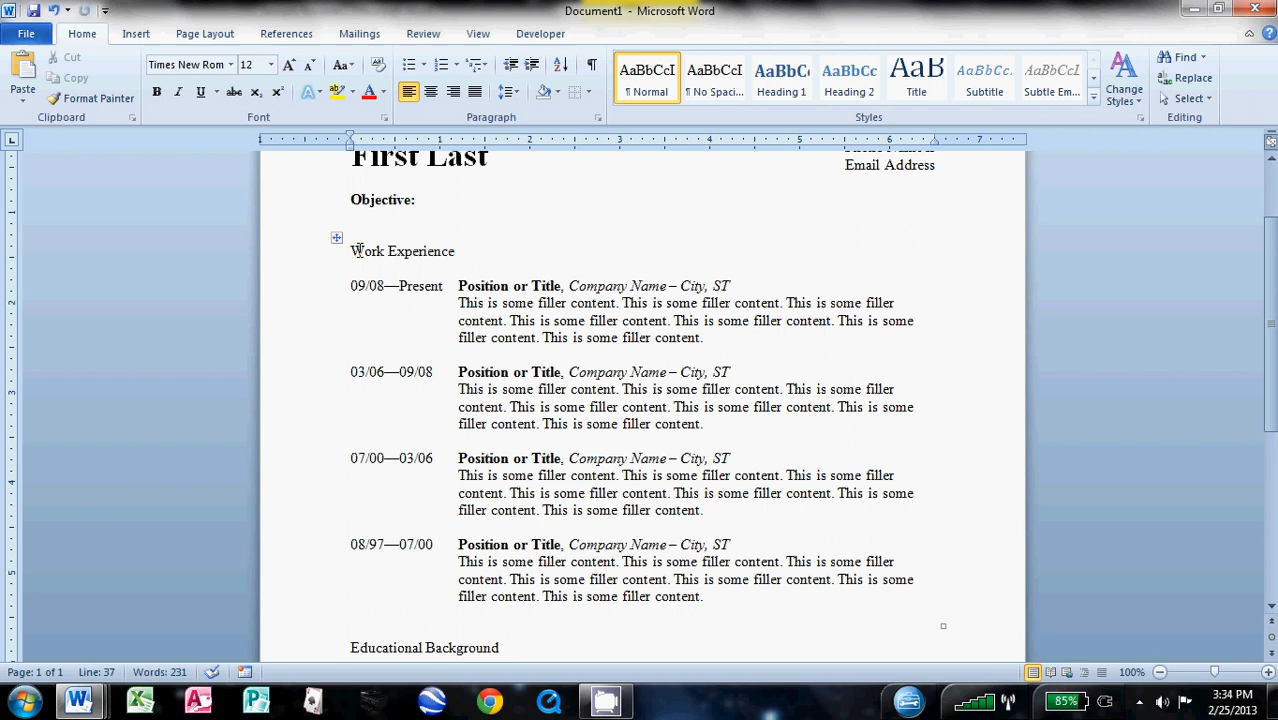 Document1 - Microsoft Word
File Home Insert Page Layout References Mailings Review View Developer
Paste
Cut
Copy
Format Painter
Clipboard
Times New Rom 12
Font
Paragraph
AaBbCcI AaBbCcI AaBbCc AaBbCc AaB AaBbCcI AaBbCcI
¶ Normal ¶ No Spaci... Heading 1 Heading 2 Title Subtitle Subtle Em...
Styles
Change
Styles
Find
Replace
Select
Editing
1 2 3 4 5 6 7
First Last
Email Address
Objective:
Work Experience
09/08—Present Position or Title, Company Name – City, ST
This is some filler content. This is some filler content. This is some filler
content. This is some filler content. This is some filler content. This is some
filler content. This is some filler content.
03/06—09/08 Position or Title, Company Name – City, ST
This is some filler content. This is some filler content. This is some filler
content. This is some filler content. This is some filler content. This is some
filler content. This is some filler content.
07/00—03/06 Position or Title, Company Name – City, ST
This is some filler content. This is some filler content. This is some filler
content. This is some filler content. This is some filler content. This is some
filler content. This is some filler content.
08/97—07/00 Position or Title, Company Name – City, ST
This is some filler content. This is some filler content. This is some filler
content. This is some filler content. This is some filler content. This is some
filler content. This is some filler content.
Educational Background
Page: 1 of 1 Line: 37 Words: 231 100%
85% 3:34 PM
2/25/2013